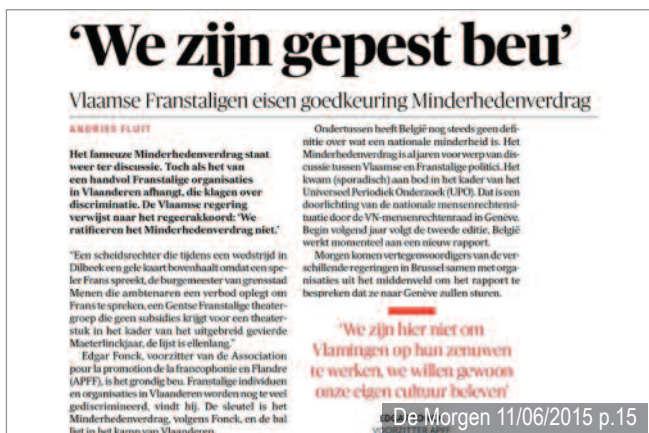 ‘We zijn gepest beu’
Vlaamse Franstaligen eisen goedkeuring Minderhedenverdrag
ANDRIES FLUIT
Het fameuze Minderhedenverdrag staat
weer ter discussie. Toch als het van
een handvol Franstalige organisaties
in Vlaanderen afhangt, die klagen over
discriminatie. De Vlaamse regering
verwijst naar het regeerakkoord: ‘We
ratificeren het Minderhedenverdrag niet.’
“Een scheidsrechter die tijdens een wedstrijd in
Dilbeek een gele kaart bovenhaalt omdat een spe-
ler Frans spreekt, de burgemeester van grensstad
Menen die ambtenaren een verbod oplegt om
Frans te spreken, een Gentse Franstalige theater-
groep die geen subsidies krijgt voor een theater-
stuk in het kader van het uitgebreid gevierde
Maeterlinckjaar, de lijst is ellenlang.”
Edgar Fonck, voorzitter van de Association
pour la promotion de la francophonie en Flandre
(APFF), is het grondig beu. Franstalige individuen
en organisaties in Vlaanderen worden nog te veel
gediscrimineerd, vindt hij. De sleutel is het
Minderhedenverdrag, volgens Fonck, en de bal
ligt in het kamp van Vlaanderen.
Ondertussen heeft België nog steeds geen defi-
nitie over wat een nationale minderheid is. Het
Minderhedenverdrag is al jaren voorwerp van dis-
cussie tussen Vlaamse en Franstalige politici. Het
kwam (sporadisch) aan bod in het kader van het
Universeel Periodiek Onderzoek (UPO). Dat is een
doorlichting van de nationale mensenrechtensi-
tuatie door de VN-mensenrechtenraad in Genève.
Begin volgend jaar volgt de tweede editie. België
werkt momenteel aan een nieuw rapport.
Morgen komen vertegenwoordigers van de ver-
schillende regeringen in Brussel samen met orga-
nisaties uit het middenveld om het rapport te
bespreken dat ze naar Genève zullen sturen.
‘We zijn hier niet om
Vlamingen op hun zenuwen
te werken, we willen gewoon
onze eigen cultuur beleven’
VOORZITTER APFF
De Morgen 11/06/2015 p.15